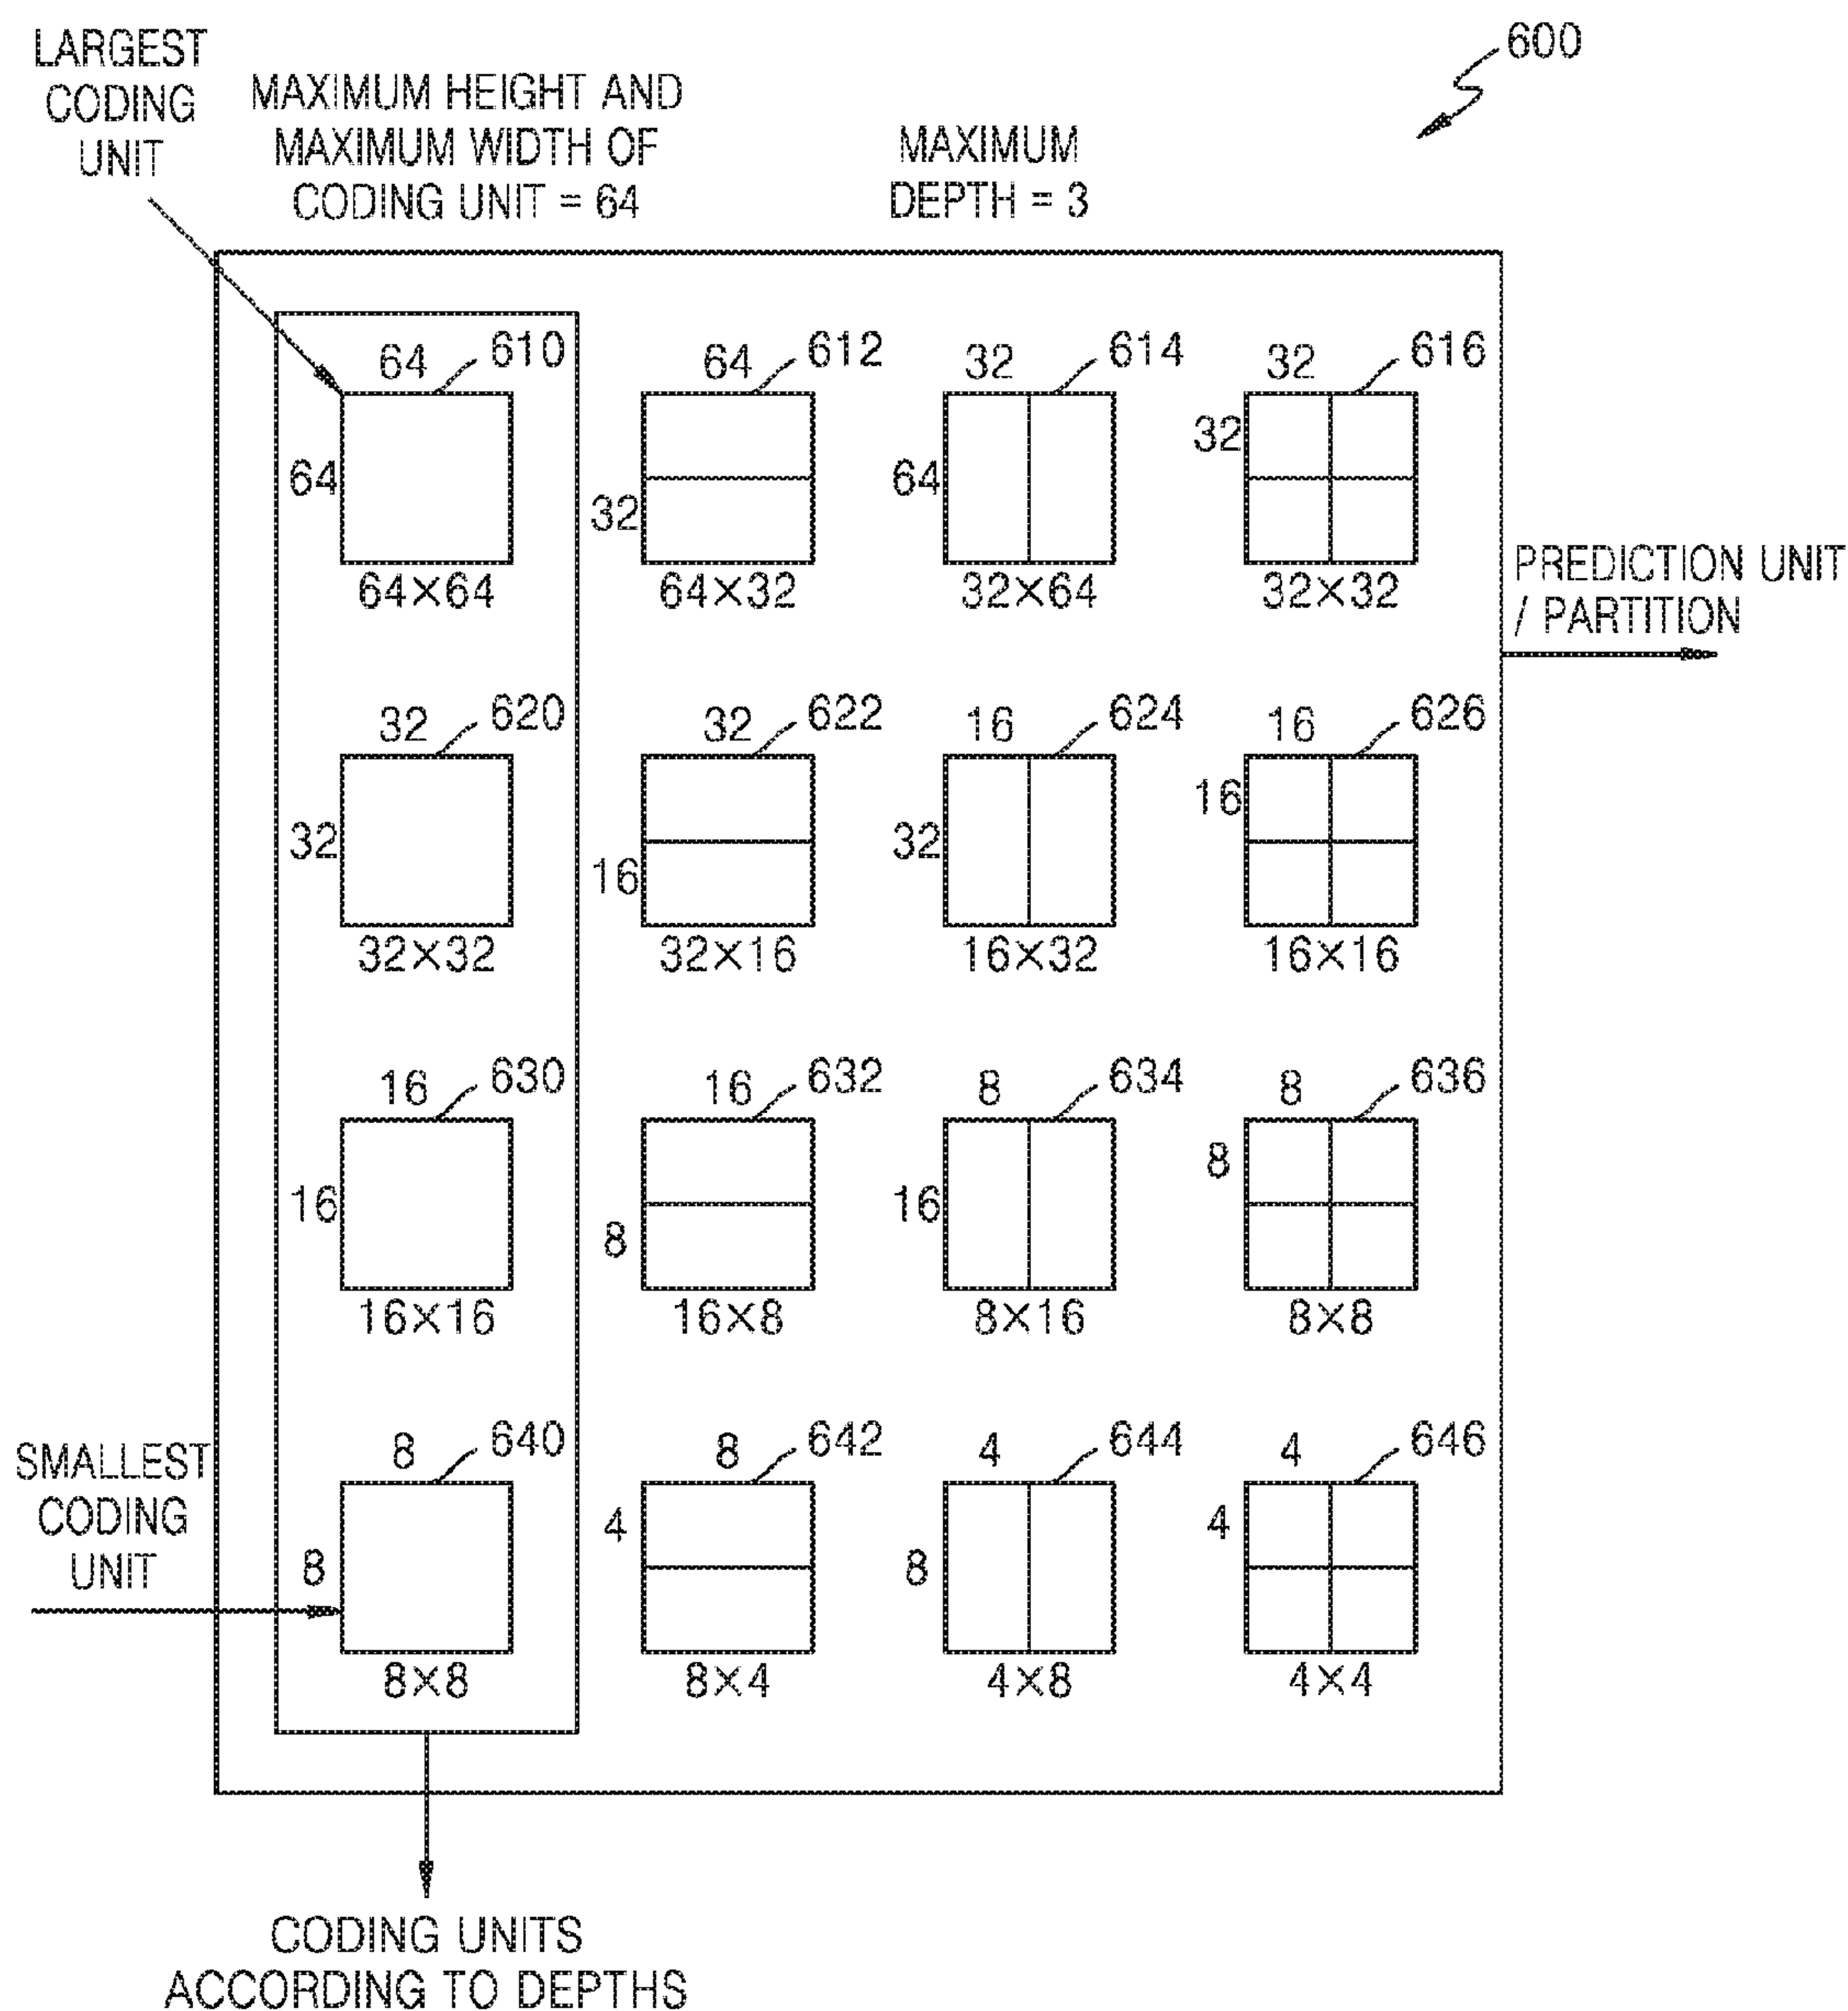 600
LARGEST
CODING
UNIT
MAXIMUM HEIGHT AND
MAXIMUM WIDTH OF
CODING UNIT = 64
MAXIMUM
DEPTH = 3
64 610 64 612 32 614 32 616
64 32 64 32
64×64 64×32 32×64 32×32
PREDICTION UNIT
/ PARTITION
32 620 32 622 16 624 16 626
32 16 32 16
32×32 32×16 16×32 16×16
16 630 16 632 8 634 8 636
16 8 16 8
16×16 16×8 8×16 8×8
SMALLEST
CODING
UNIT
8 640 8 642 4 644 4 646
8 4 8 4
8×8 8×4 4×8 4×4
CODING UNITS
ACCORDING TO DEPTHS